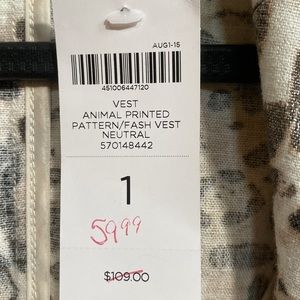 AUG1-15
451006447120
VEST
ANIMAL PRINTED
PATTERN/FASH VEST
NEUTRAL
570148442
1
5999
$109.00